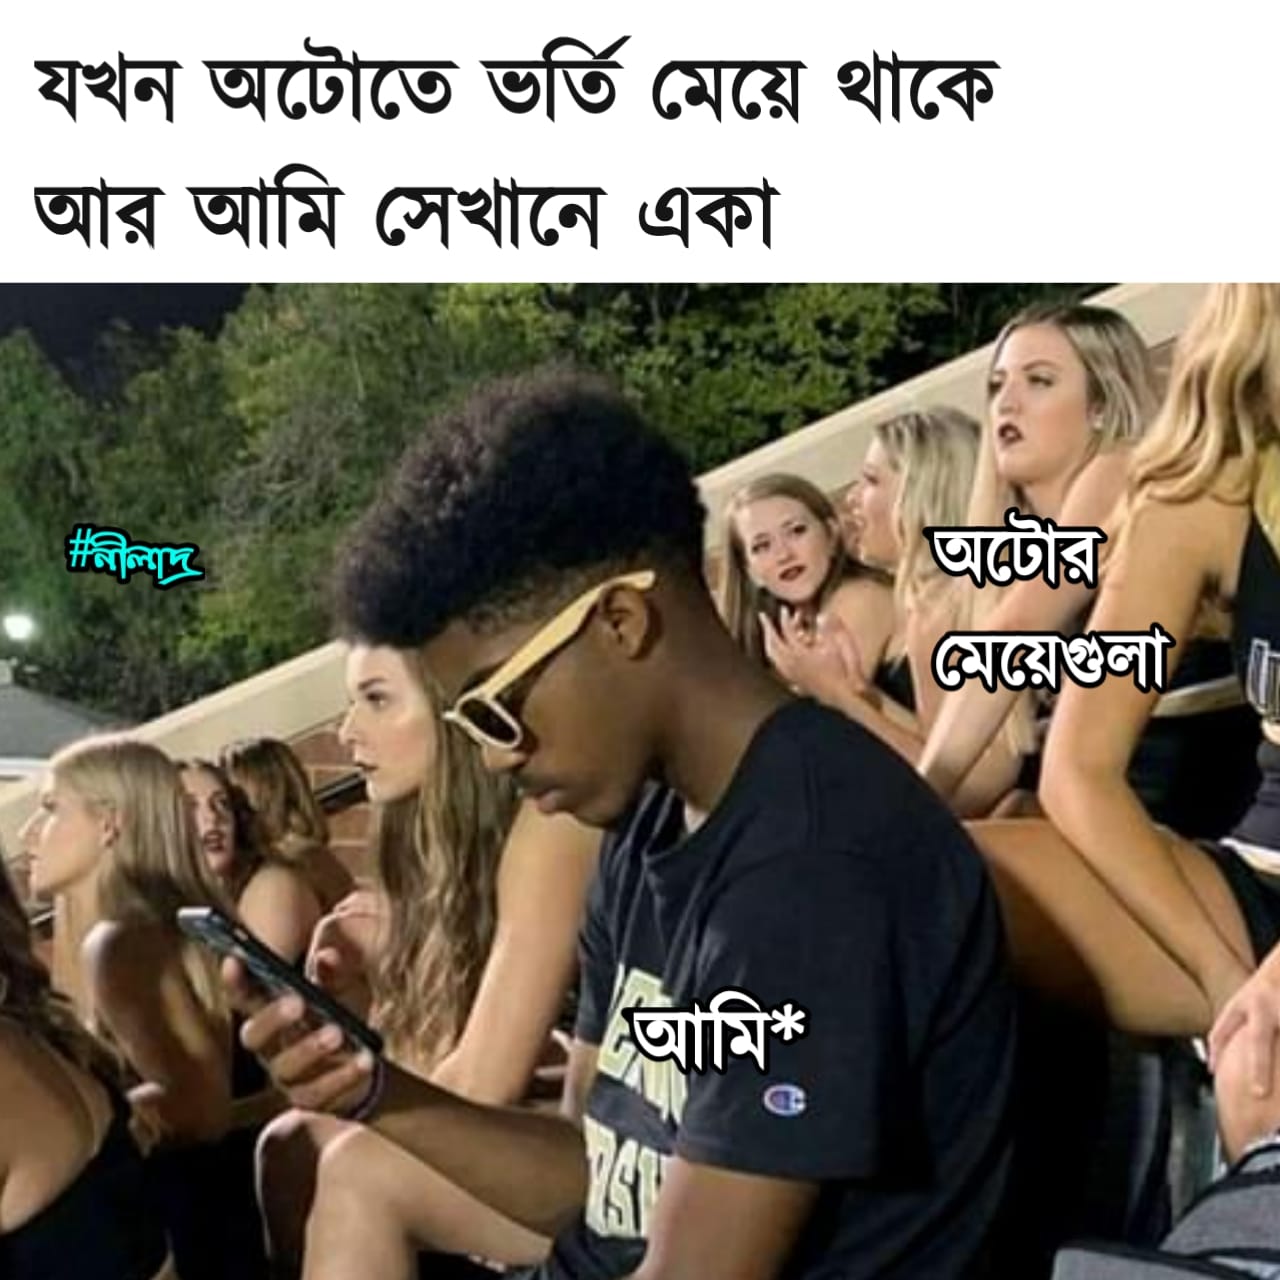 যখন অটোতে ভর্তি মেয়ে থাকে
আর আমি সেখানে একা
#নীলাদ্র
অটোর
মেয়েগুলা
আমি*